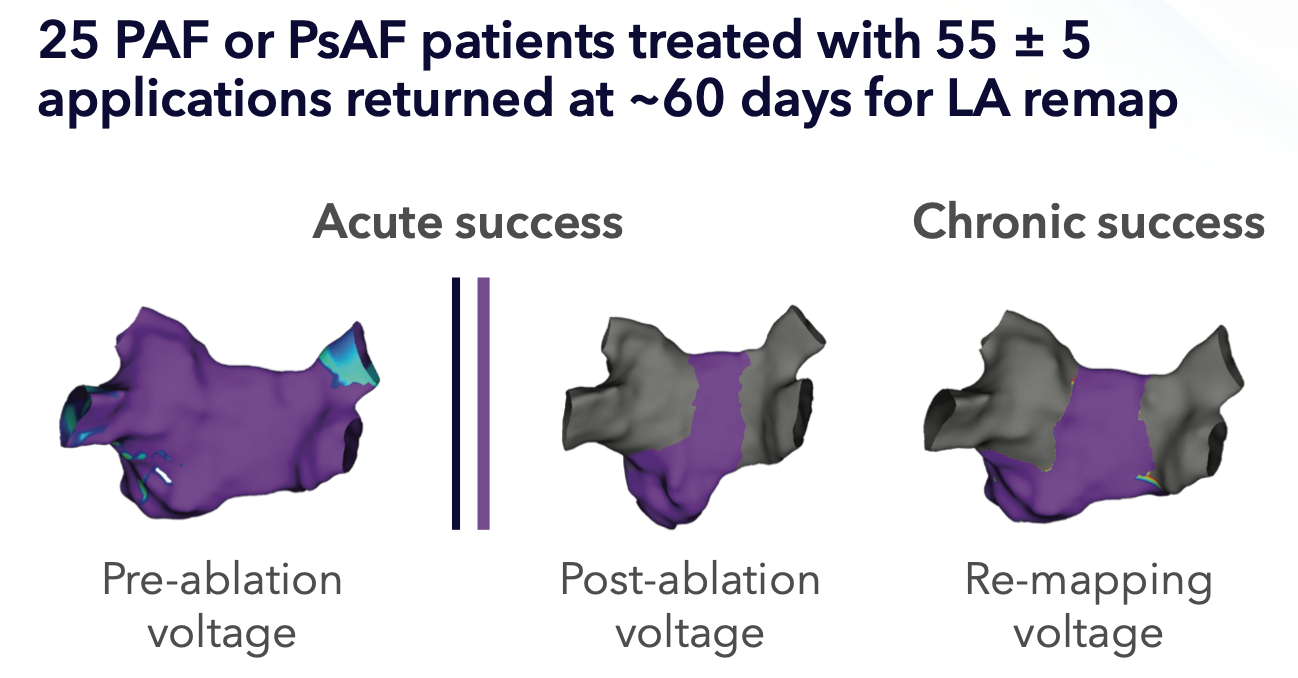 25 PAF or PsAF patients treated with 55 ± 5
applications returned at ~60 days for LA remap
Acute success
Chronic success
Pre-ablation
voltage
Post-ablation
voltage
Re-mapping
voltage